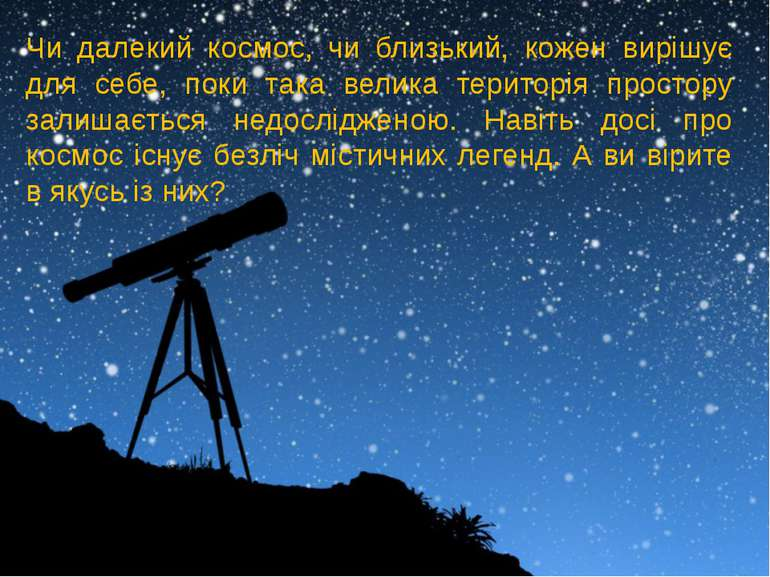 Чи далекий космос, чи близький, кожен вирішує
для себе, поки така велика територія простору
залишається недослідженою. Навіть досі про
космос існує безліч містичних легенд. А ви вірите
в якусь із них?